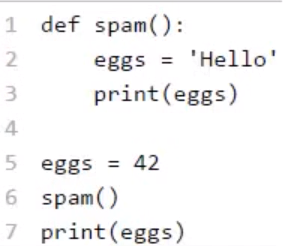 1 def spam():
2     eggs = 'Hello'
3     print(eggs)
4
5 eggs = 42
6 spam()
7 print(eggs)